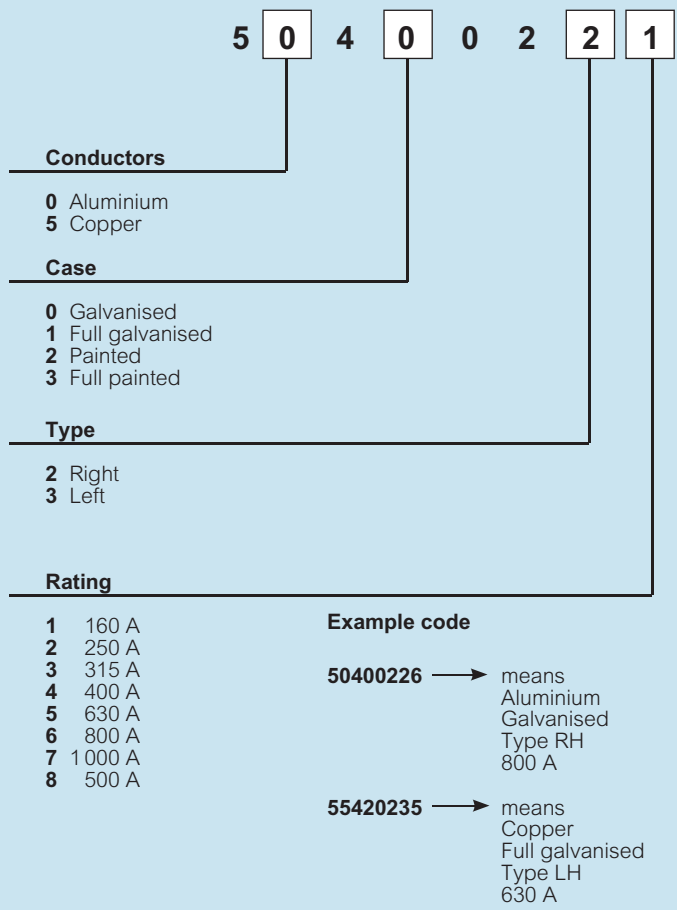 5 0 4 0 0 2 2 1
Conductors
0 Aluminium
5 Copper
Case
0 Galvanised
1 Full galvanised
2 Painted
3 Full painted
Type
2 Right
3 Left
Rating
1 160 A
2 250 A
3 315 A
4 400 A
5 630 A
6 800 A
7 1 000 A
8 500 A
Example code
50400226 means
Aluminium
Galvanised
Type RH
800 A
55420235 means
Copper
Full galvanised
Type LH
630 A